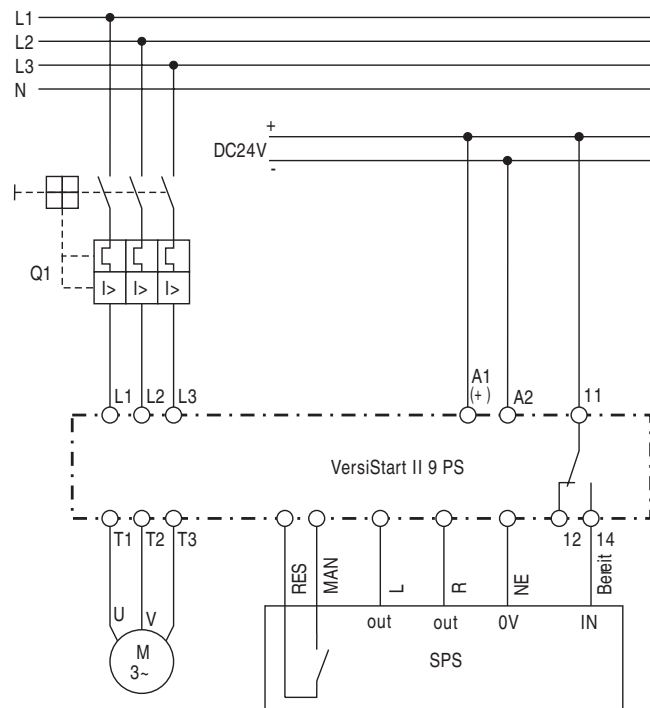 L1
L2
L3
N
+
DC24V
-
Q1
I> I> I>
L1 L2 L3
A1
(+)
A2
11
VersiStart II 9 PS
T1 T2 T3
RES
MAN
L
R
NE
12
14
Bereit
U
V
M
3~
out
out
0V
IN
SPS